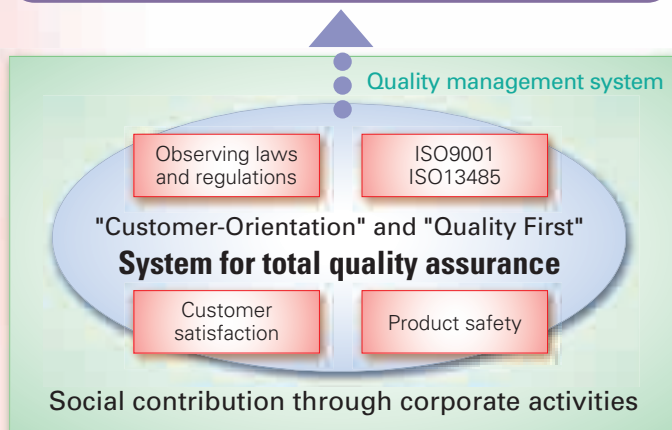 Quality management system
Observing laws
and regulations
ISO9001
ISO13485
"Customer-Orientation" and "Quality First"
System for total quality assurance
Customer
satisfaction
Product safety
Social contribution through corporate activities